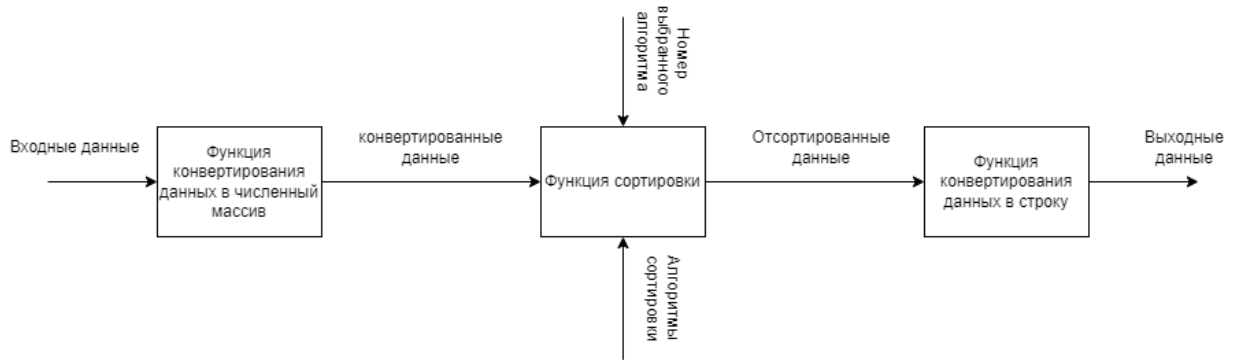 Номер
выбранного
алгоритма
Входные данные
Функция
конвертирования
данных в численный
массив
конвертированные
данные
Функция сортировки
Отсортированные
данные
Функция
конвертирования
данных в строку
Выходные
данные
Алгоритмы
сортировки